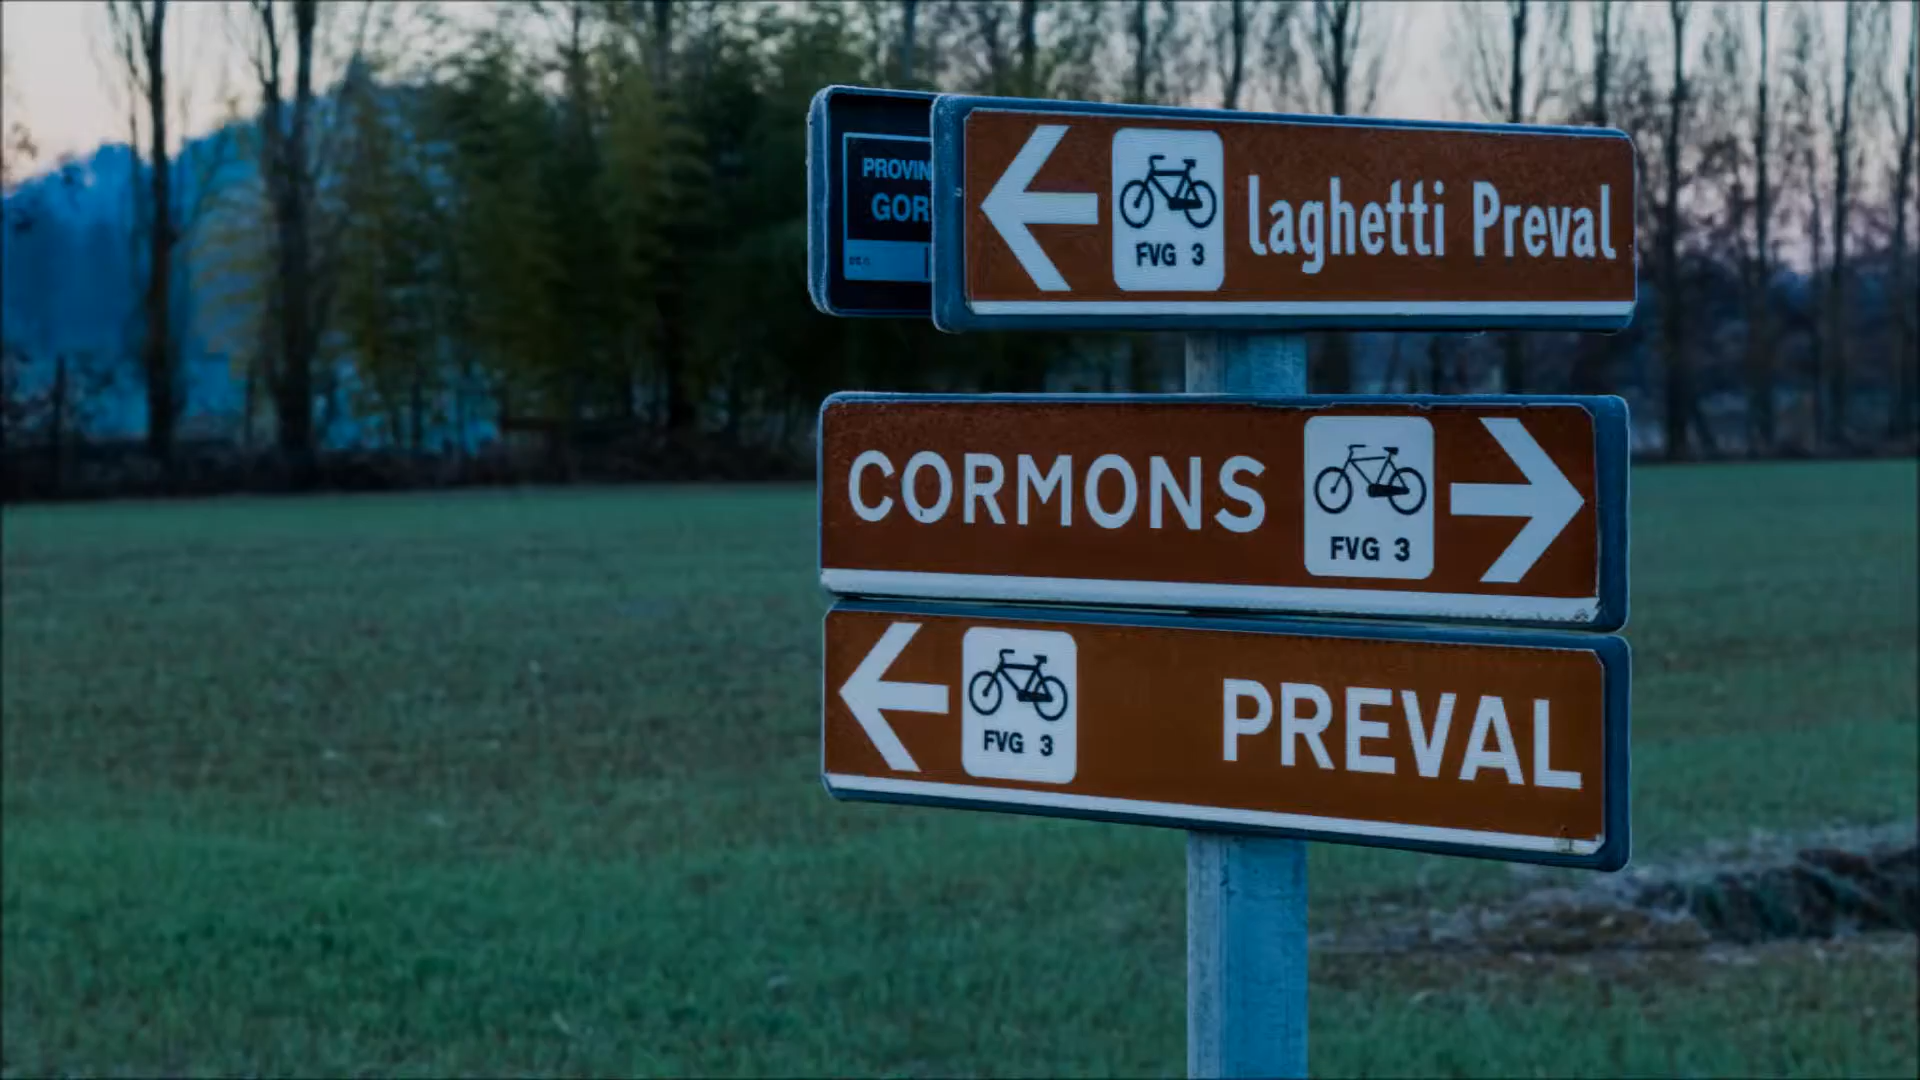 PROVIN
GOR
FVG 3
laghetti Preval
CORMONS
FVG 3
FVG 3
PREVAL